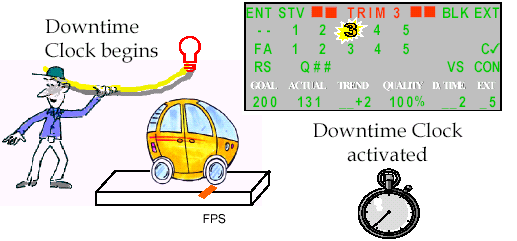 Downtime
Clock begins
FPS
ENT STV ■■ TRIM 3 ■■ BLK EXT
-- 1 2 3 4 5
FA 1 2 3 4 5 C✓
RS Q## VS CON
GOAL ACTUAL TREND QUALITY D.TIME EXT
200 131 __+2 100% __2 _5
Downtime Clock
activated